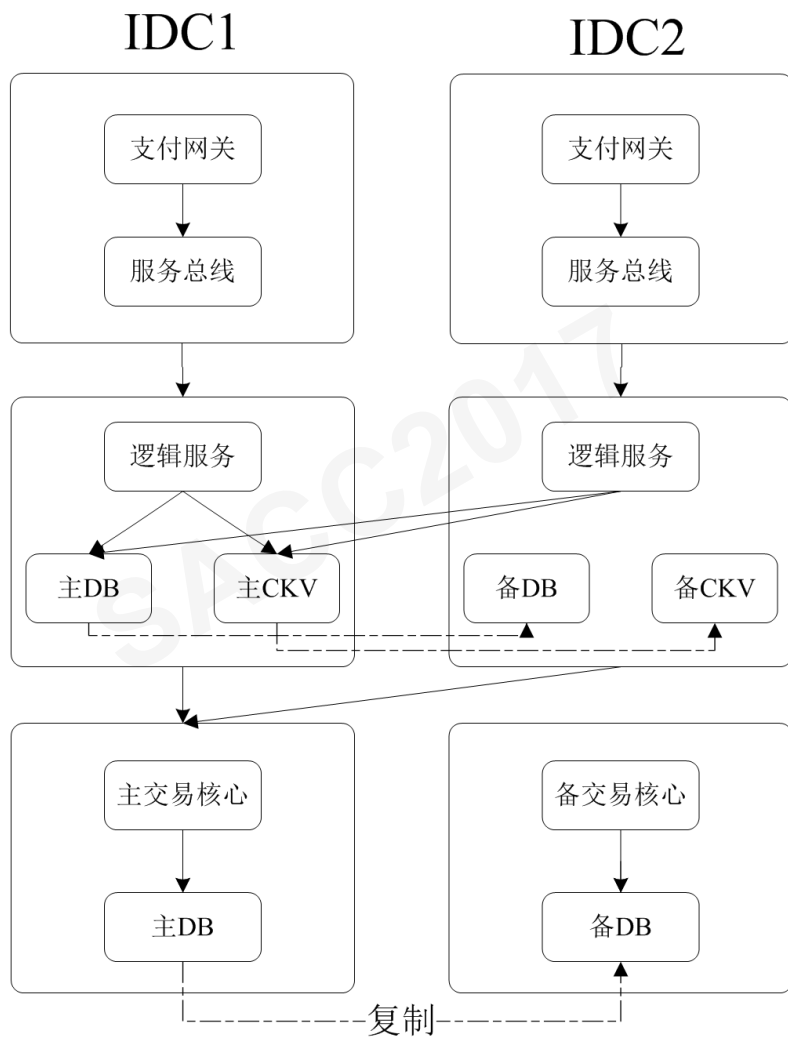 IDC1 IDC2
支付网关 支付网关
服务总线 服务总线
逻辑服务 逻辑服务
主DB 主CKV 备DB 备CKV
主交易核心 备交易核心
主DB 备DB
复制
SACC2017